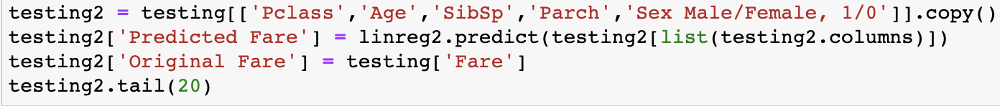 testing2 = testing[['Pclass','Age','SibSp','Parch','Sex Male/Female, 1/0']].copy()
testing2['Predicted Fare'] = linreg2.predict(testing2[list(testing2.columns)])
testing2['Original Fare'] = testing['Fare']
testing2.tail(20)